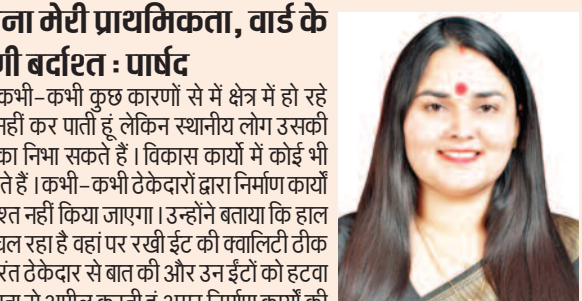 ना मेरी प्राथमिकता, वार्ड के
गी बर्दाश्त : पार्षद
कभी-कभी कुछ कारणों से में क्षेत्र में हो रहे
नहीं कर पाती हूं लेकिन स्थानीय लोग उसकी
का निभा सकते हैं । विकास कार्यो में कोई भी
ते हैं । कभी-कभी ठेकेदारों द्वारा निर्माण कार्यों
श्त नहीं किया जाएगा । उन्होंने बताया कि हाल
चल रहा है वहां पर रखी ईट की क्वालिटी ठीक
रंत ठेकेदार से बात की और उन ईंटों को हटवा